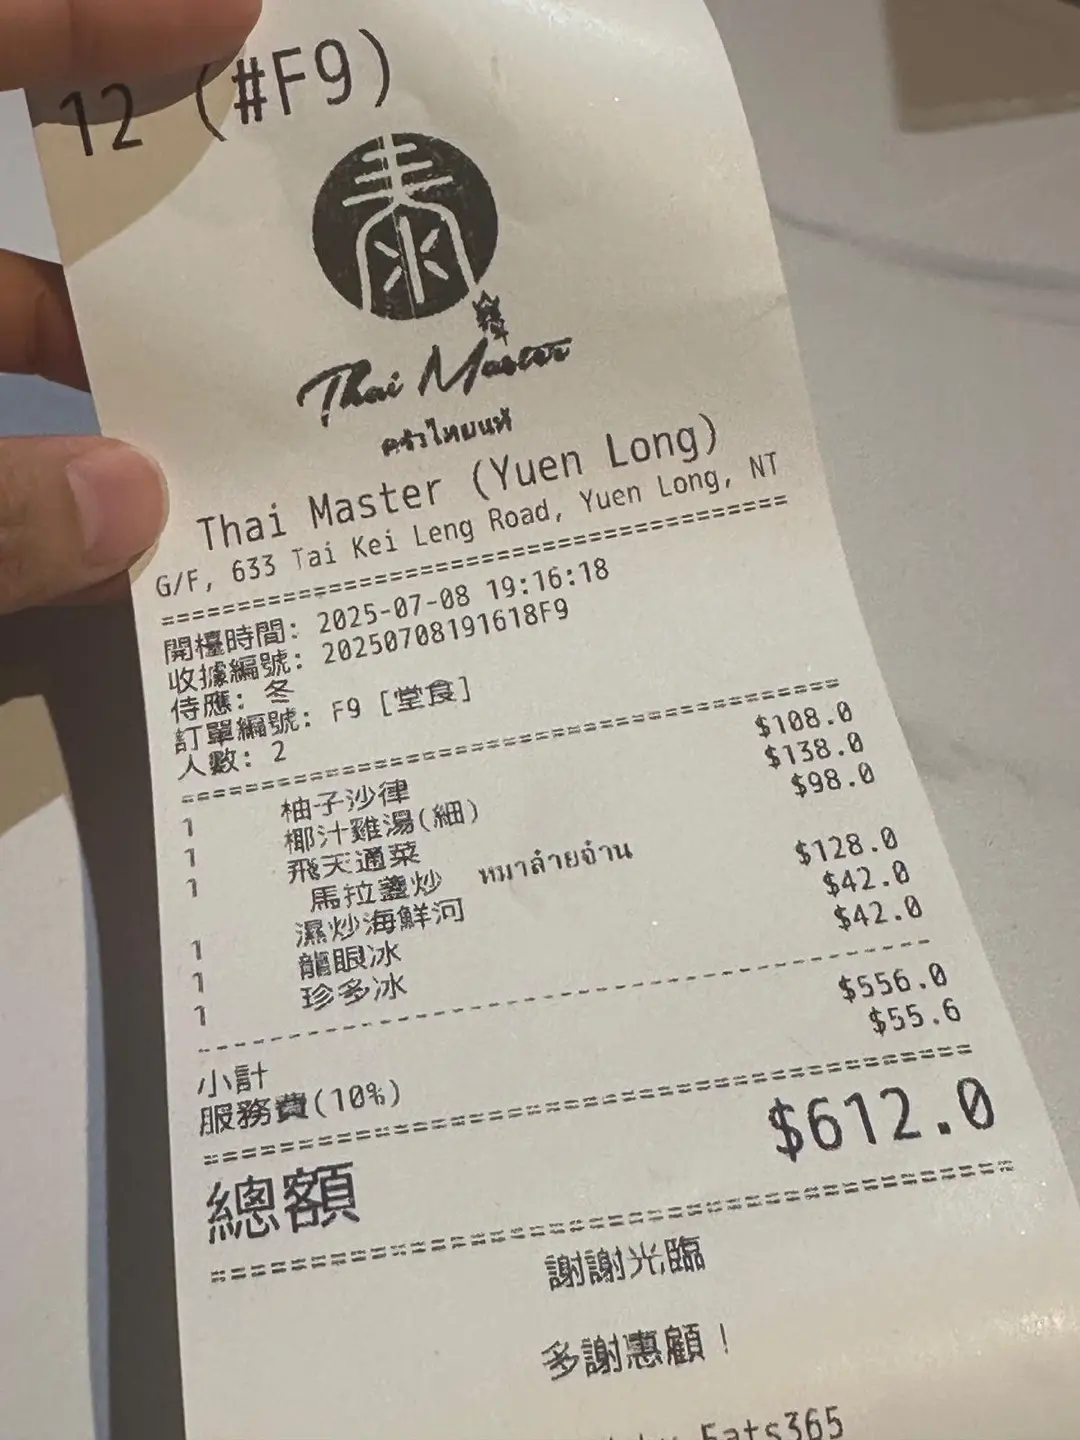 12 (#F9)
泰
Thai Master
ครัวไทยแท้
Thai Master (Yuen Long)
G/F, 633 Tai Kei Leng Road, Yuen Long, NT
開檯時間: 2025-07-08 19:16:18
收據編號: 20250708191618F9
侍應: 冬
訂單編號: F9 [堂食]
人數: 2
1 柚子沙律 $108.0
1 椰汁雞湯(細) $138.0
1 飛天通菜 $98.0
馬拉盞炒 หมาล๋ายจ๋าน
1 濕炒海鮮河 $128.0
1 龍眼冰 $42.0
1 珍多冰 $42.0
小計 $556.0
服務費(10%) $55.6
總額 $612.0
謝謝光臨
多謝惠顧！
Eats365